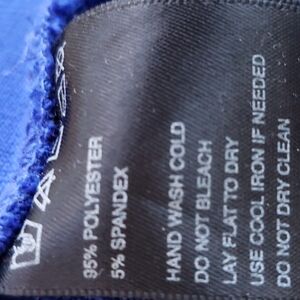 95% POLYESTER
5% SPANDEX
HAND WASH COLD
DO NOT BLEACH
LAY FLAT TO DRY
USE COOL IRON IF NEEDED
DO NOT DRY CLEAN